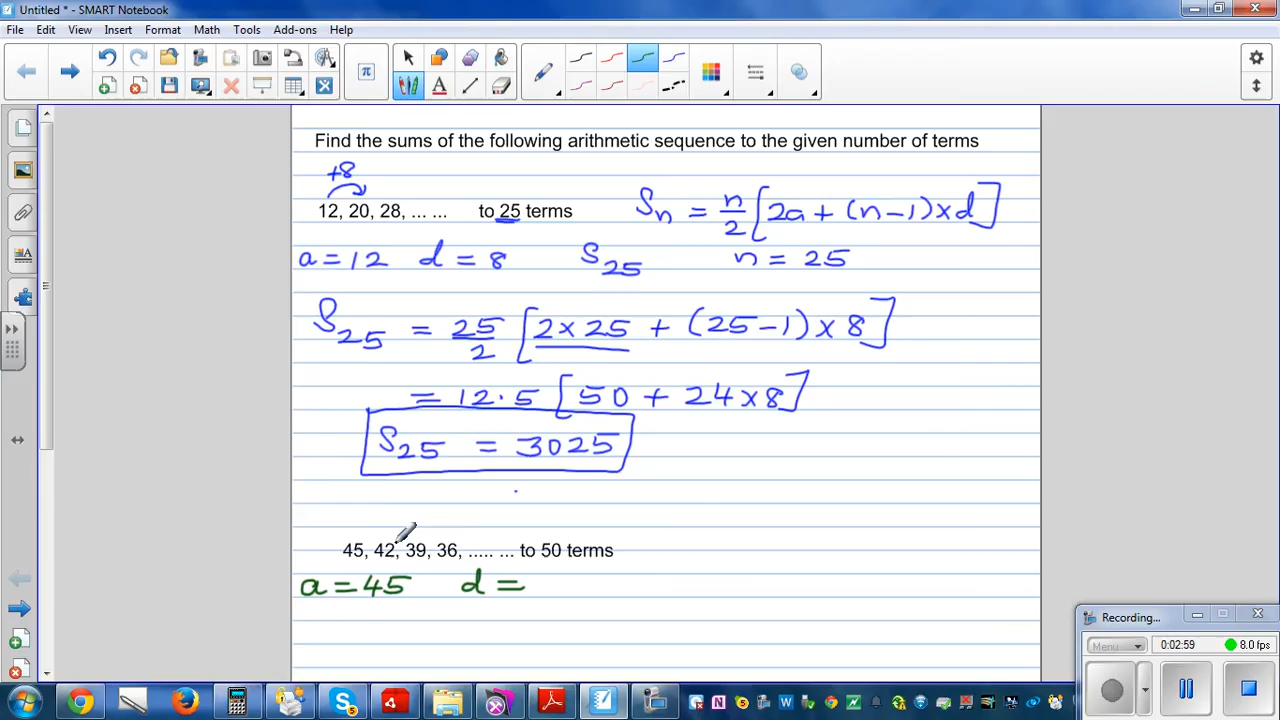 Untitled * - SMART Notebook
File Edit View Insert Format Math Tools Add-ons Help
Find the sums of the following arithmetic sequence to the given number of terms
+8
12, 20, 28, ... ... to 25 terms
Sn = n/2 [2a + (n-1)×d]
a=12 d = 8 S25 n = 25
S25 = 25/2 [2×25 + (25-1)×8]
= 12.5 [50 + 24×8]
S25 = 3025
45, 42, 39, 36, ..... ... to 50 terms
a=45 d =
Recording...
Menu 0:02:59 8.0 fps